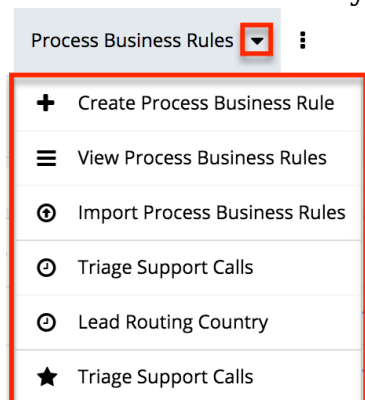 Process Business Rules
Create Process Business Rule
View Process Business Rules
Import Process Business Rules
Triage Support Calls
Lead Routing Country
Triage Support Calls